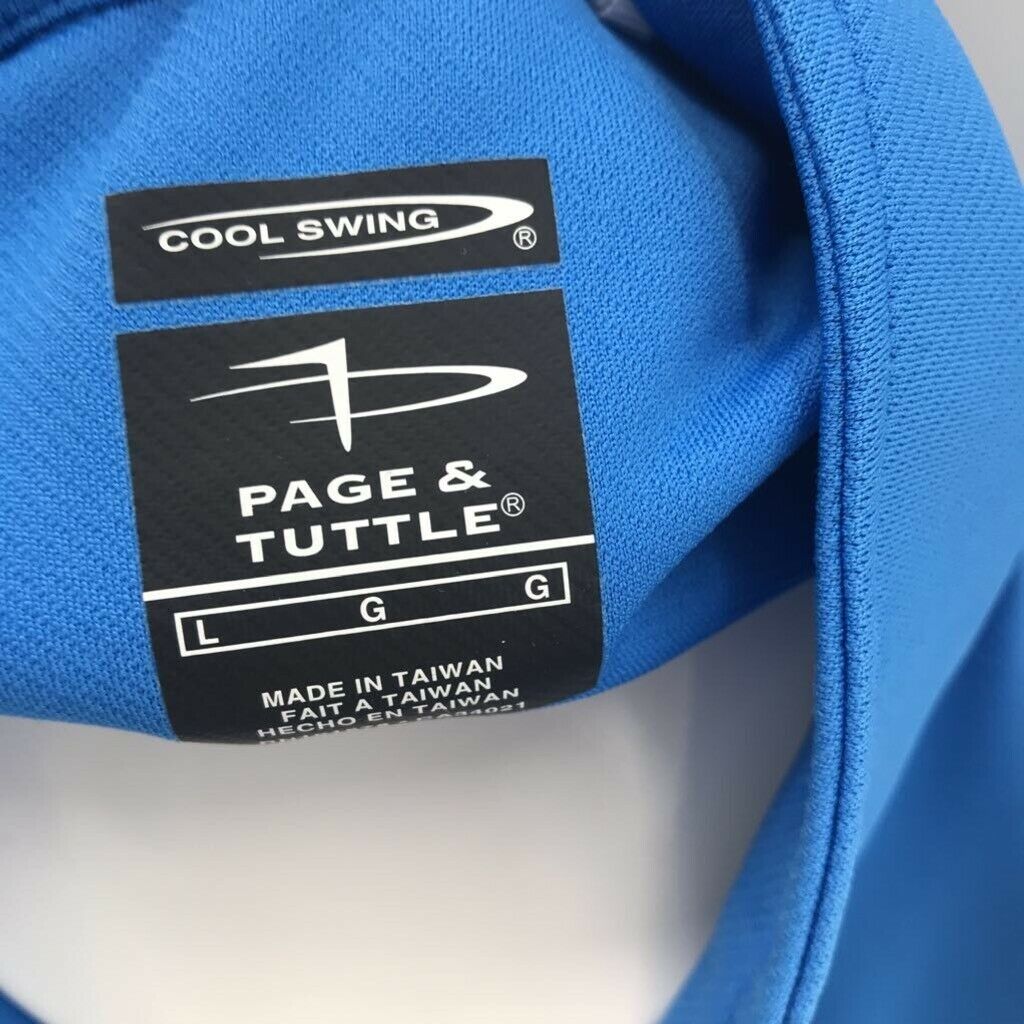 COOL SWING ®
PAGE &
TUTTLE®
L G G
MADE IN TAIWAN
FAIT A TAIWAN
HECHO EN TAIWAN